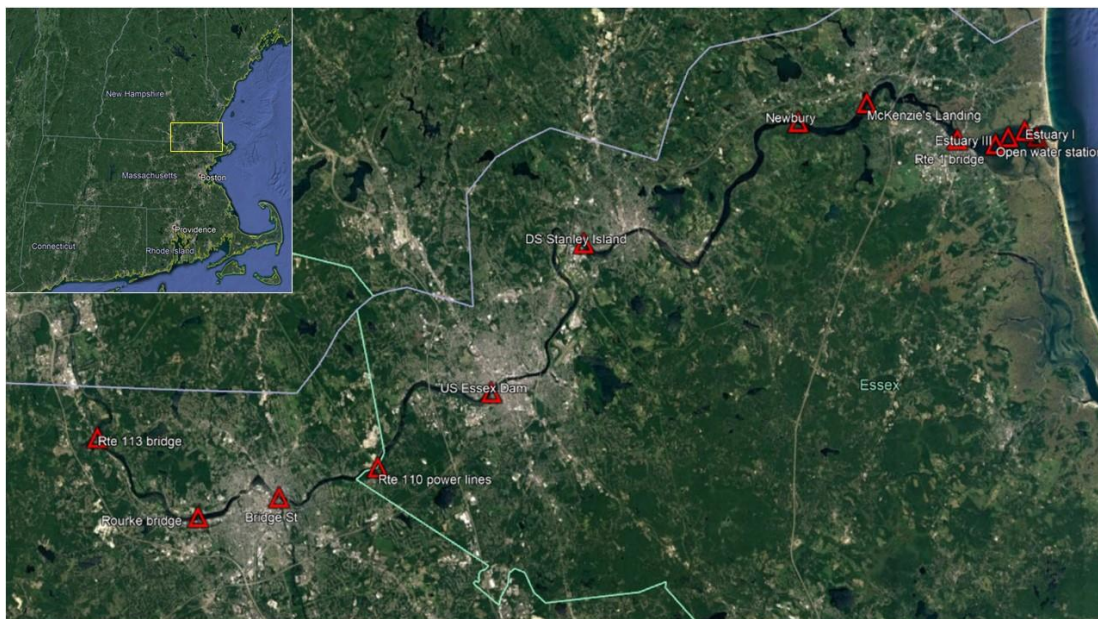 New Hampshire
Massachusetts
Boston
Providence
Connecticut
Rhode Island
Newbury
McKenzie's Landing
Estuary III
Estuary I
Rte 1 bridge
Open water station
DS Stanley Island
US Essex Dam
Essex
Rte 113 bridge
Rte 110 power lines
Rourke bridge
Bridge St